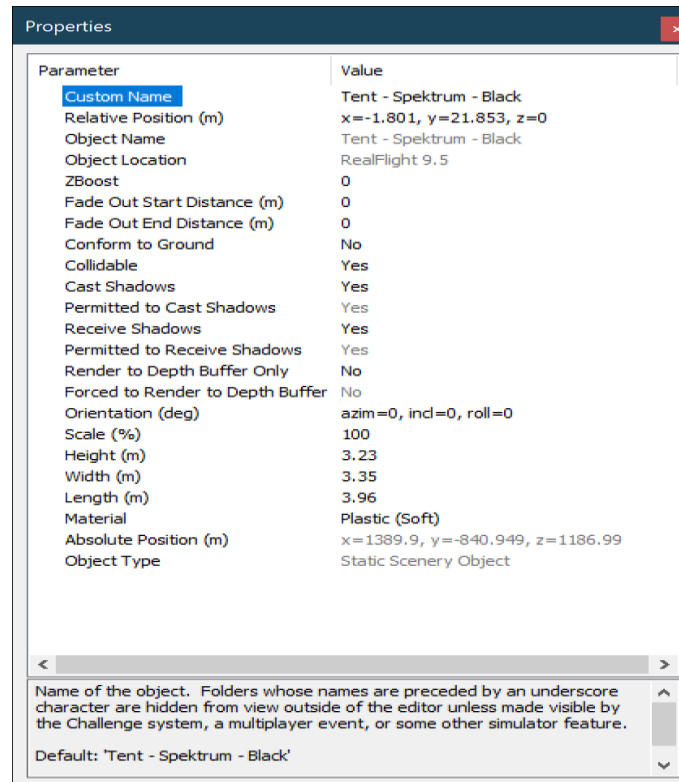 Properties
x
Parameter Value
Custom Name Tent - Spektrum - Black
Relative Position (m) x=-1.801, y=21.853, z=0
Object Name Tent - Spektrum - Black
Object Location RealFlight 9.5
ZBoost 0
Fade Out Start Distance (m) 0
Fade Out End Distance (m) 0
Conform to Ground No
Collidable Yes
Cast Shadows Yes
Permitted to Cast Shadows Yes
Receive Shadows Yes
Permitted to Receive Shadows Yes
Render to Depth Buffer Only No
Forced to Render to Depth Buffer No
Orientation (deg) azim=0, incl=0, roll=0
Scale (%) 100
Height (m) 3.23
Width (m) 3.35
Length (m) 3.96
Material Plastic (Soft)
Absolute Position (m) x=1389.9, y=-840.949, z=1186.99
Object Type Static Scenery Object
Name of the object.  Folders whose names are preceded by an underscore
character are hidden from view outside of the editor unless made visible by
the Challenge system, a multiplayer event, or some other simulator feature.
Default: 'Tent - Spektrum - Black'